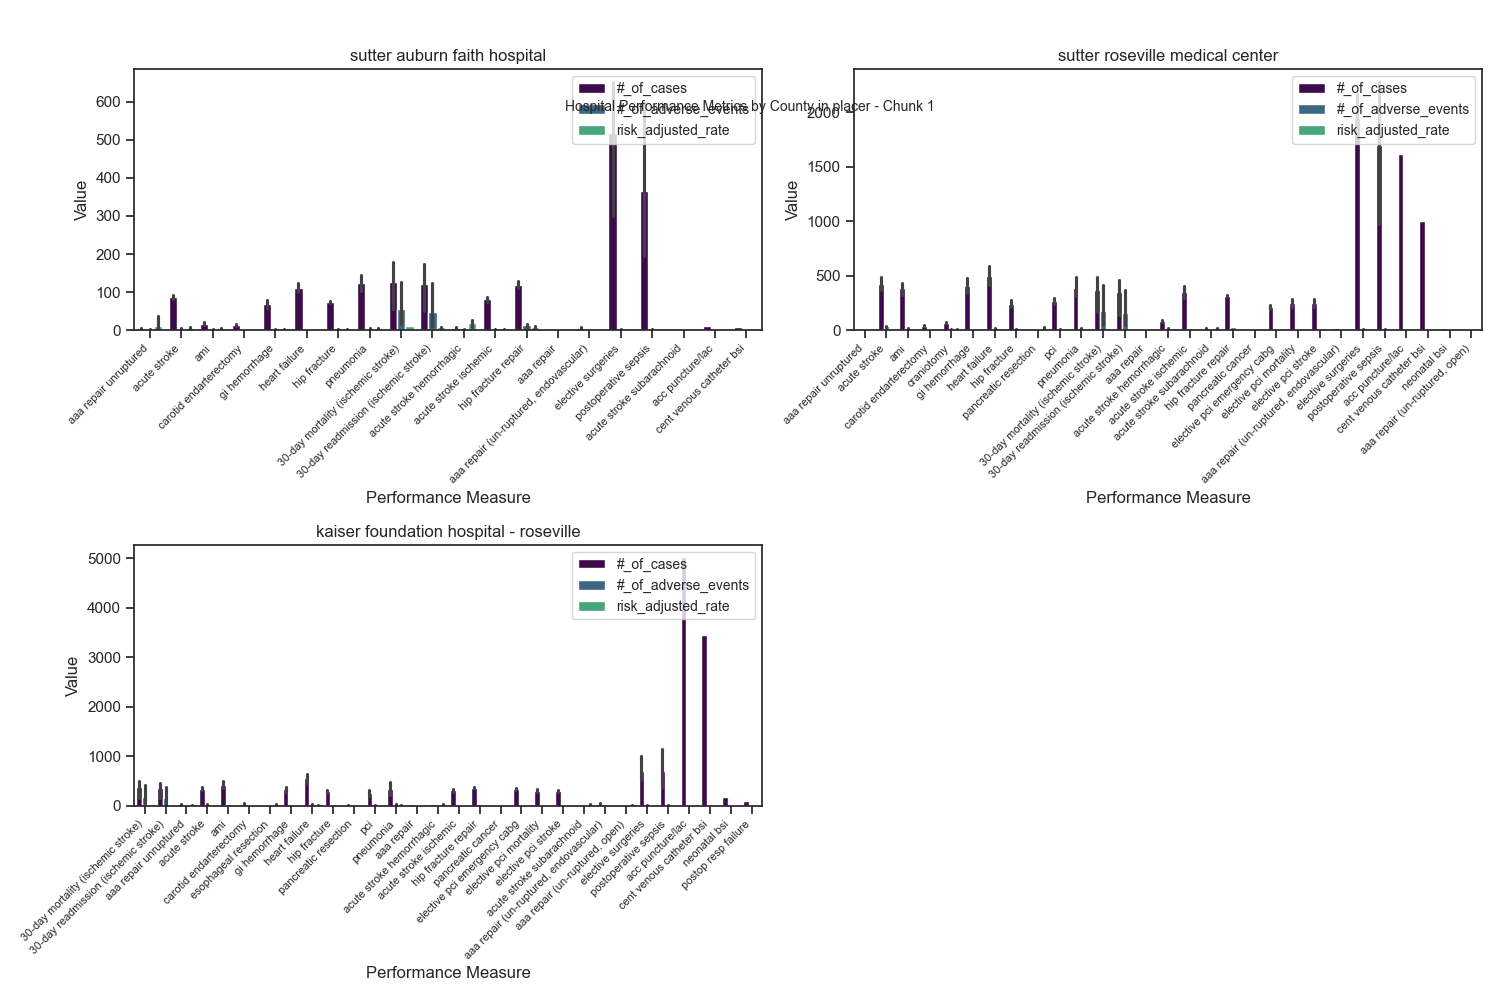 sutter auburn faith hospital
#_of_cases
#_of_adverse_events
risk_adjusted_rate
Value
600
500
400
300
200
100
0
aaa repair unruptured
acute stroke
ami
carotid endarterectomy
gi hemorrhage
heart failure
hip fracture
pneumonia
30-day mortality (ischemic stroke)
30-day readmission (ischemic stroke)
acute stroke hemorrhagic
acute stroke ischemic
hip fracture repair
aaa repair
aaa repair (un-ruptured, endovascular)
elective surgeries
postoperative sepsis
acute stroke subarachnoid
acc puncture/lac
cent venous catheter bsi
Performance Measure
Hospital Performance Metrics by County in placer - Chunk 1
sutter roseville medical center
#_of_cases
#_of_adverse_events
risk_adjusted_rate
Value
2000
1500
1000
500
0
aaa repair unruptured
acute stroke
ami
carotid endarterectomy
craniotomy
gi hemorrhage
heart failure
hip fracture
pancreatic resection
pci
pneumonia
30-day mortality (ischemic stroke)
30-day readmission (ischemic stroke)
aaa repair
acute stroke hemorrhagic
acute stroke ischemic
acute stroke subarachnoid
hip fracture repair
pancreatic cancer
elective pci emergency cabg
elective pci mortality
elective pci stroke
aaa repair (un-ruptured, endovascular)
elective surgeries
postoperative sepsis
acc puncture/lac
cent venous catheter bsi
neonatal bsi
aaa repair (un-ruptured, open)
Performance Measure
kaiser foundation hospital - roseville
#_of_cases
#_of_adverse_events
risk_adjusted_rate
Value
5000
4000
3000
2000
1000
0
30-day mortality (ischemic stroke)
30-day readmission (ischemic stroke)
aaa repair unruptured
acute stroke
ami
carotid endarterectomy
esophageal resection
gi hemorrhage
heart failure
hip fracture
pancreatic resection
pci
pneumonia
aaa repair
acute stroke hemorrhagic
acute stroke ischemic
hip fracture repair
pancreatic cancer
elective pci emergency cabg
elective pci mortality
elective pci stroke
acute stroke subarachnoid
aaa repair (un-ruptured, endovascular)
aaa repair (un-ruptured, open)
elective surgeries
postoperative sepsis
acc puncture/lac
cent venous catheter bsi
neonatal bsi
postop resp failure
Performance Measure